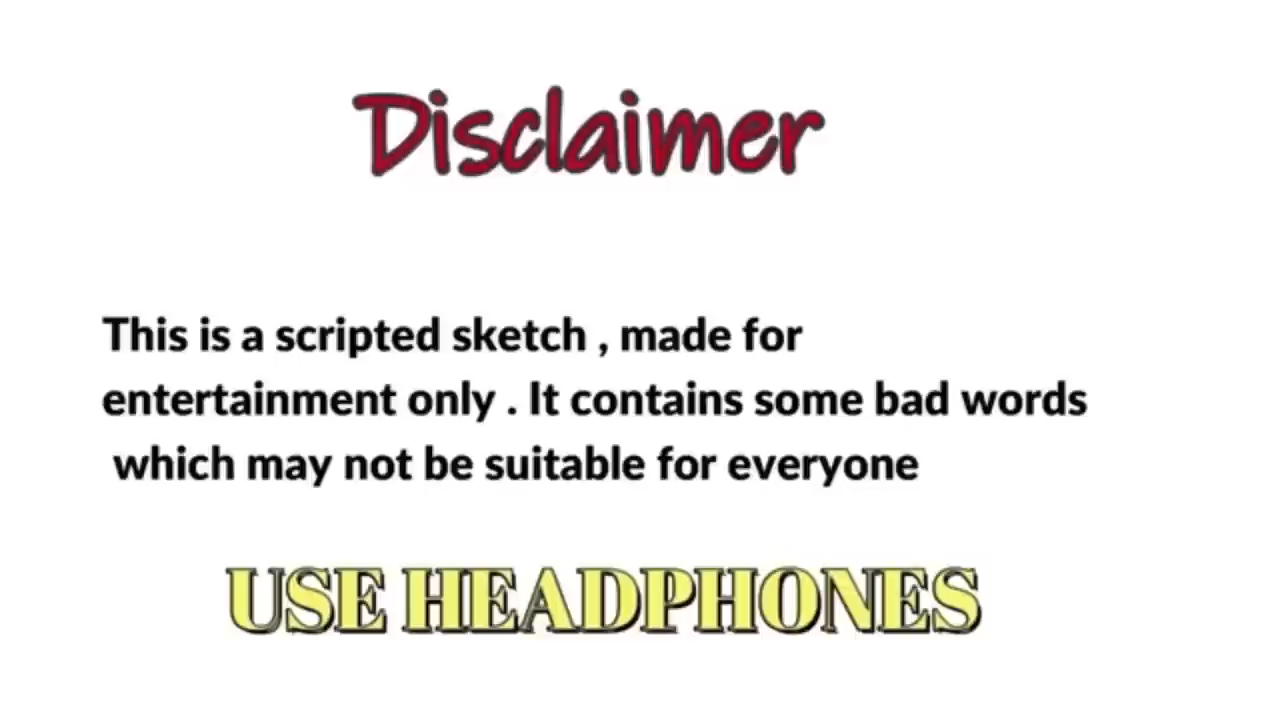 Disclaimer
This is a scripted sketch , made for
entertainment only . It contains some bad words
which may not be suitable for everyone
USE HEADPHONES